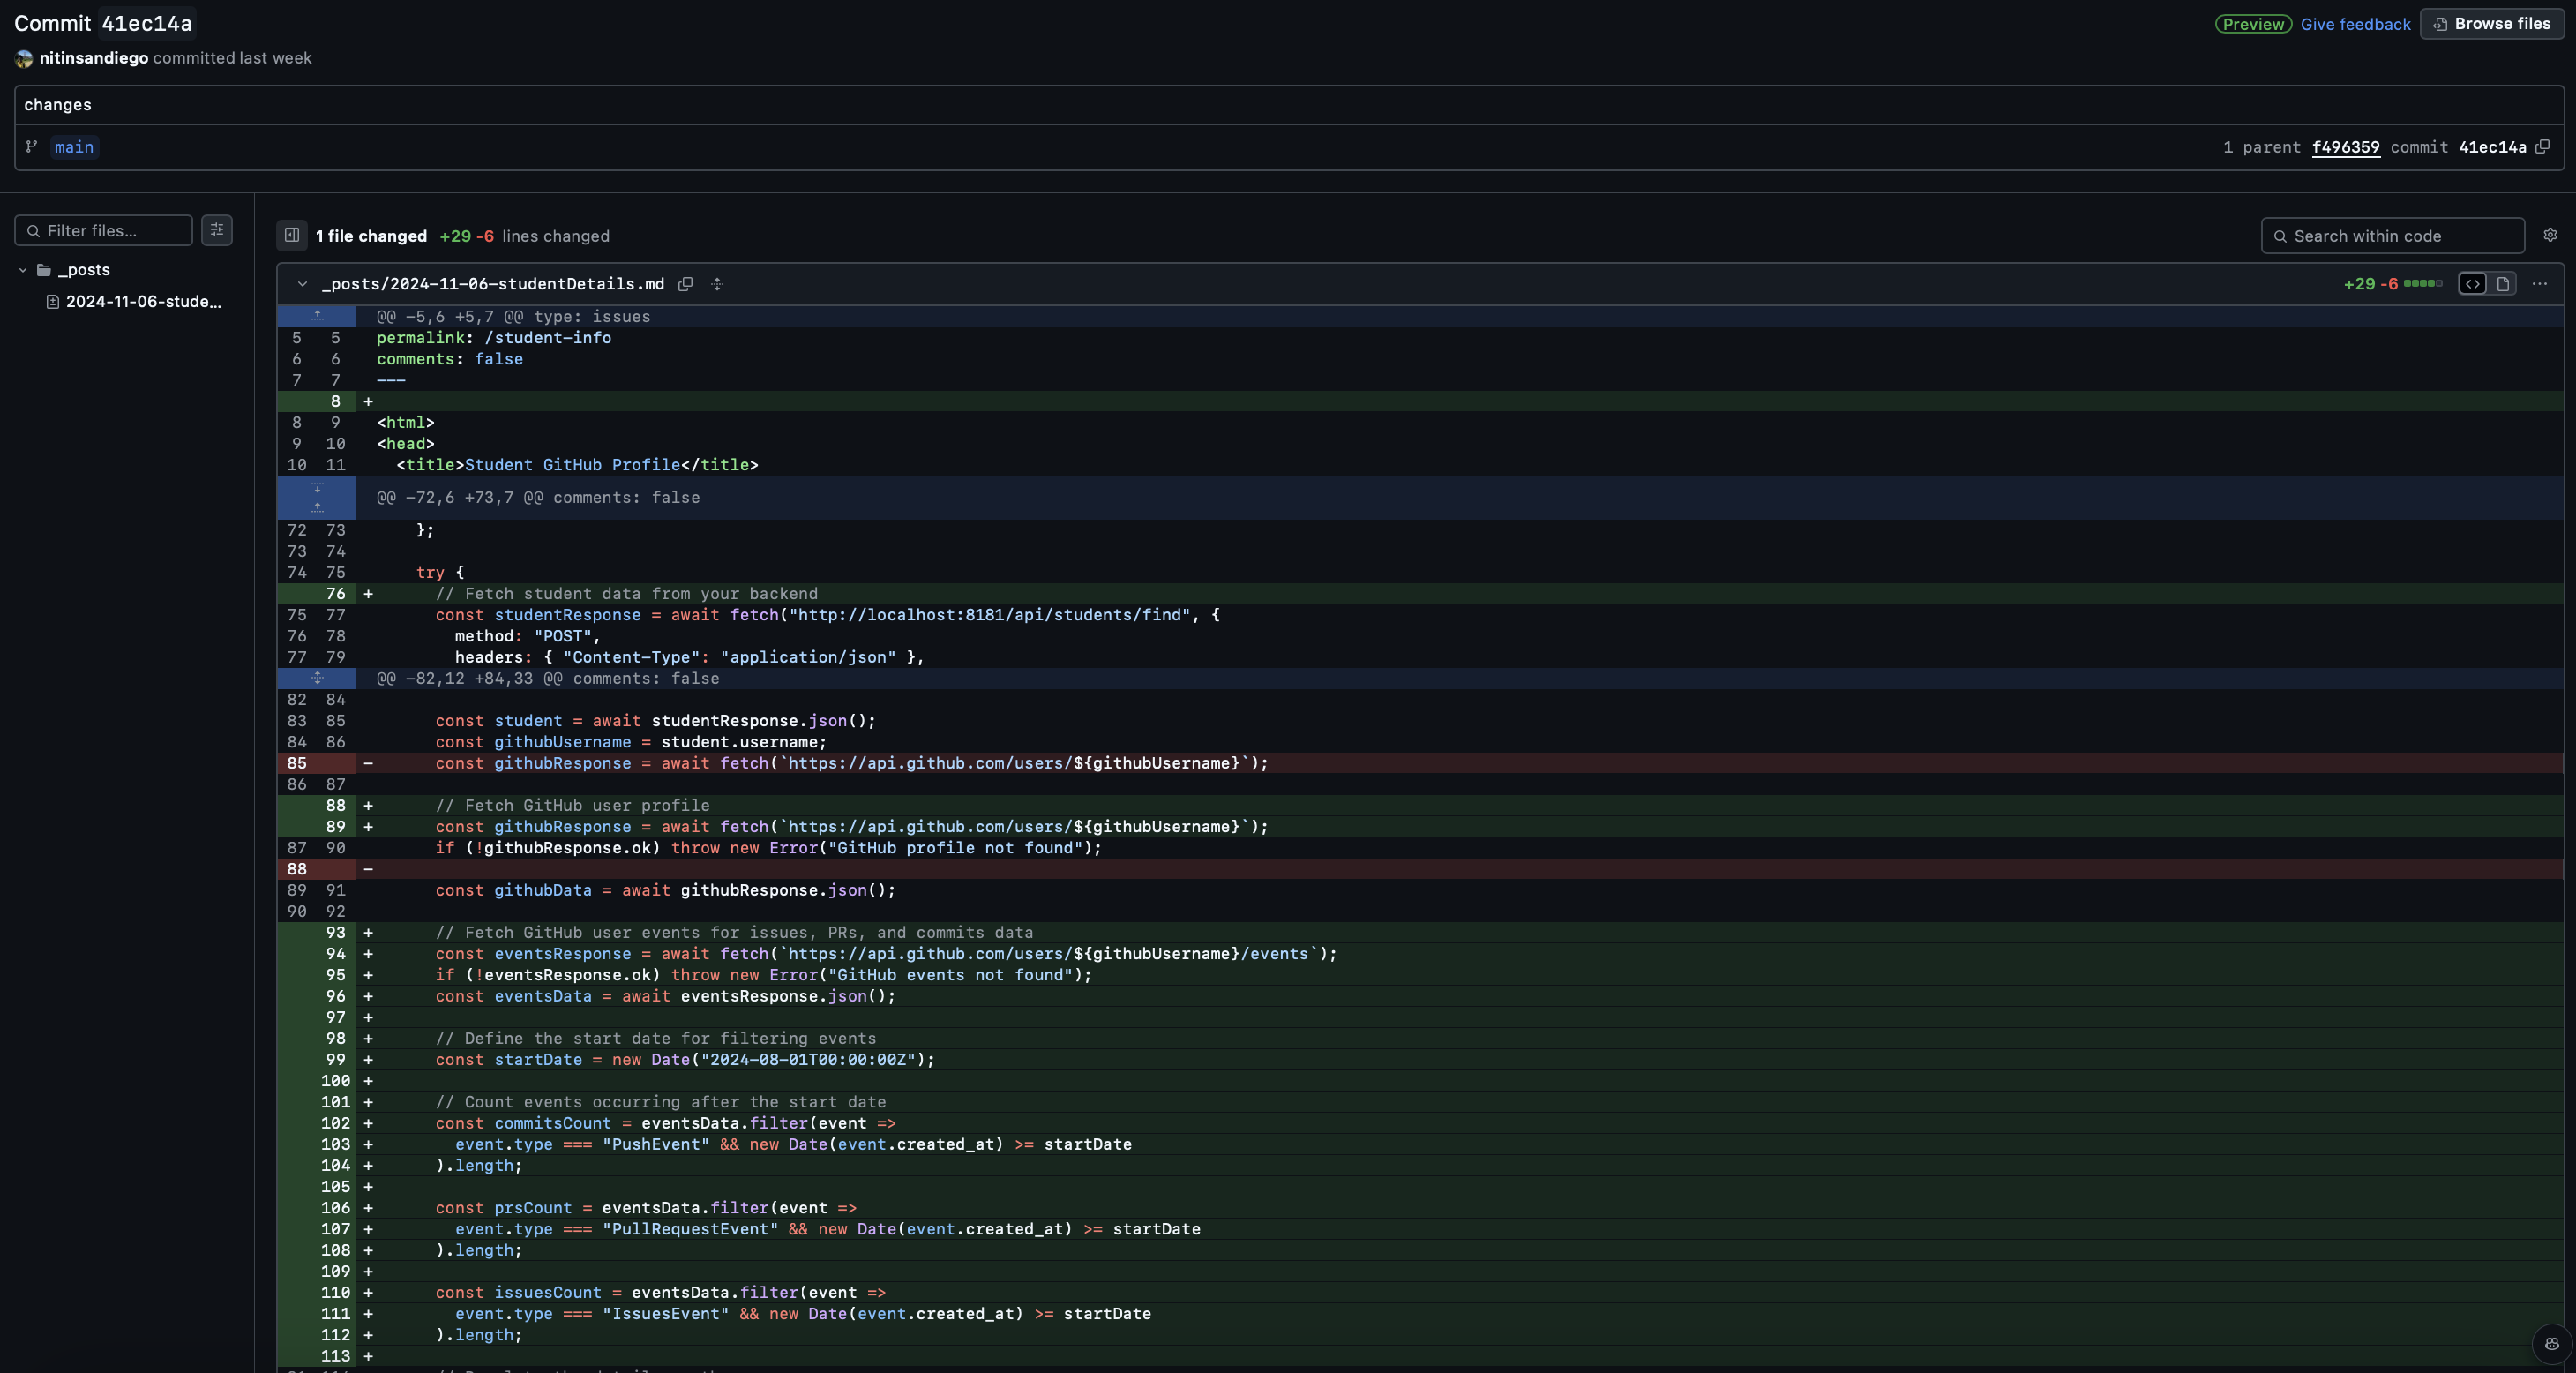 Commit 41ec14a
Preview Give feedback Browse files
nitinsandiego committed last week
changes
main
1 parent f496359 commit 41ec14a
Filter files...
_posts
2024-11-06-stude...
1 file changed +29 -6 lines changed
Search within code
_posts/2024-11-06-studentDetails.md
+29 -6
@@ -5,6 +5,7 @@ type: issues
5 5 permalink: /student-info
6 6 comments: false
7 7 ---
8 +
8 9 <html>
9 10 <head>
10 11 <title>Student GitHub Profile</title>
@@ -72,6 +73,7 @@ comments: false
72 73 };
73 74
74 75 try {
76 + // Fetch student data from your backend
75 77 const studentResponse = await fetch("http://localhost:8181/api/students/find", {
76 78 method: "POST",
77 79 headers: { "Content-Type": "application/json" },
@@ -82,12 +84,33 @@ comments: false
82 84
83 85 const student = await studentResponse.json();
84 86 const githubUsername = student.username;
85 - const githubResponse = await fetch(`https://api.github.com/users/${githubUsername}`);
86 87
88 + // Fetch GitHub user profile
89 + const githubResponse = await fetch(`https://api.github.com/users/${githubUsername}`);
87 90 if (!githubResponse.ok) throw new Error("GitHub profile not found");
88 -
89 91 const githubData = await githubResponse.json();
90 92
93 + // Fetch GitHub user events for issues, PRs, and commits data
94 + const eventsResponse = await fetch(`https://api.github.com/users/${githubUsername}/events`);
95 + if (!eventsResponse.ok) throw new Error("GitHub events not found");
96 + const eventsData = await eventsResponse.json();
97 +
98 + // Define the start date for filtering events
99 + const startDate = new Date("2024-08-01T00:00:00Z");
100 +
101 + // Count events occurring after the start date
102 + const commitsCount = eventsData.filter(event =>
103 + event.type === "PushEvent" && new Date(event.created_at) >= startDate
104 + ).length;
105 +
106 + const prsCount = eventsData.filter(event =>
107 + event.type === "PullRequestEvent" && new Date(event.created_at) >= startDate
108 + ).length;
109 +
110 + const issuesCount = eventsData.filter(event =>
111 + event.type === "IssuesEvent" && new Date(event.created_at) >= startDate
112 + ).length;
113 +